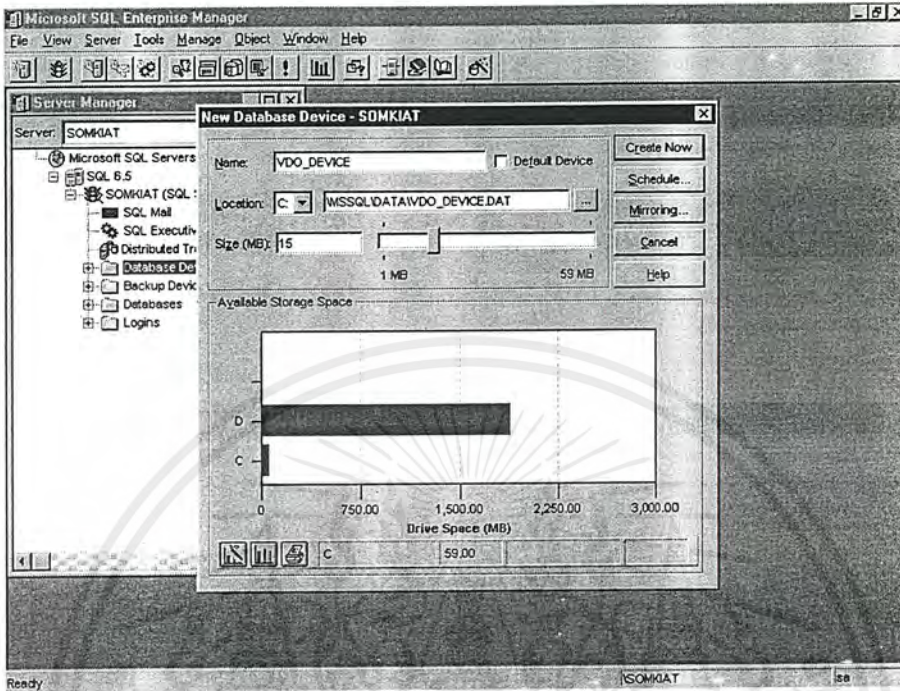 Microsoft SQL Enterprise Manager
File View Server Tools Manage Object Window Help
Server Manager
Server: SOMKIAT
Microsoft SQL Servers
SQL 6.5
SOMKIAT (SQL
SQL Mail
SQL Executiv
Distributed Tr
Database De
Backup Devic
Databases
Logins
New Database Device - SOMKIAT
Name: VDO_DEVICE
Default Device
Location: C: \MSSQL\DATA\VDO_DEVICE.DAT ...
Size (MB): 15
1 MB 59 MB
Create Now
Schedule...
Mirroring...
Cancel
Help
Available Storage Space
D
C
0 750.00 1,500.00 2,250.00 3,000.00
Drive Space (MB)
C 59.00
Ready \SOMKIAT sa